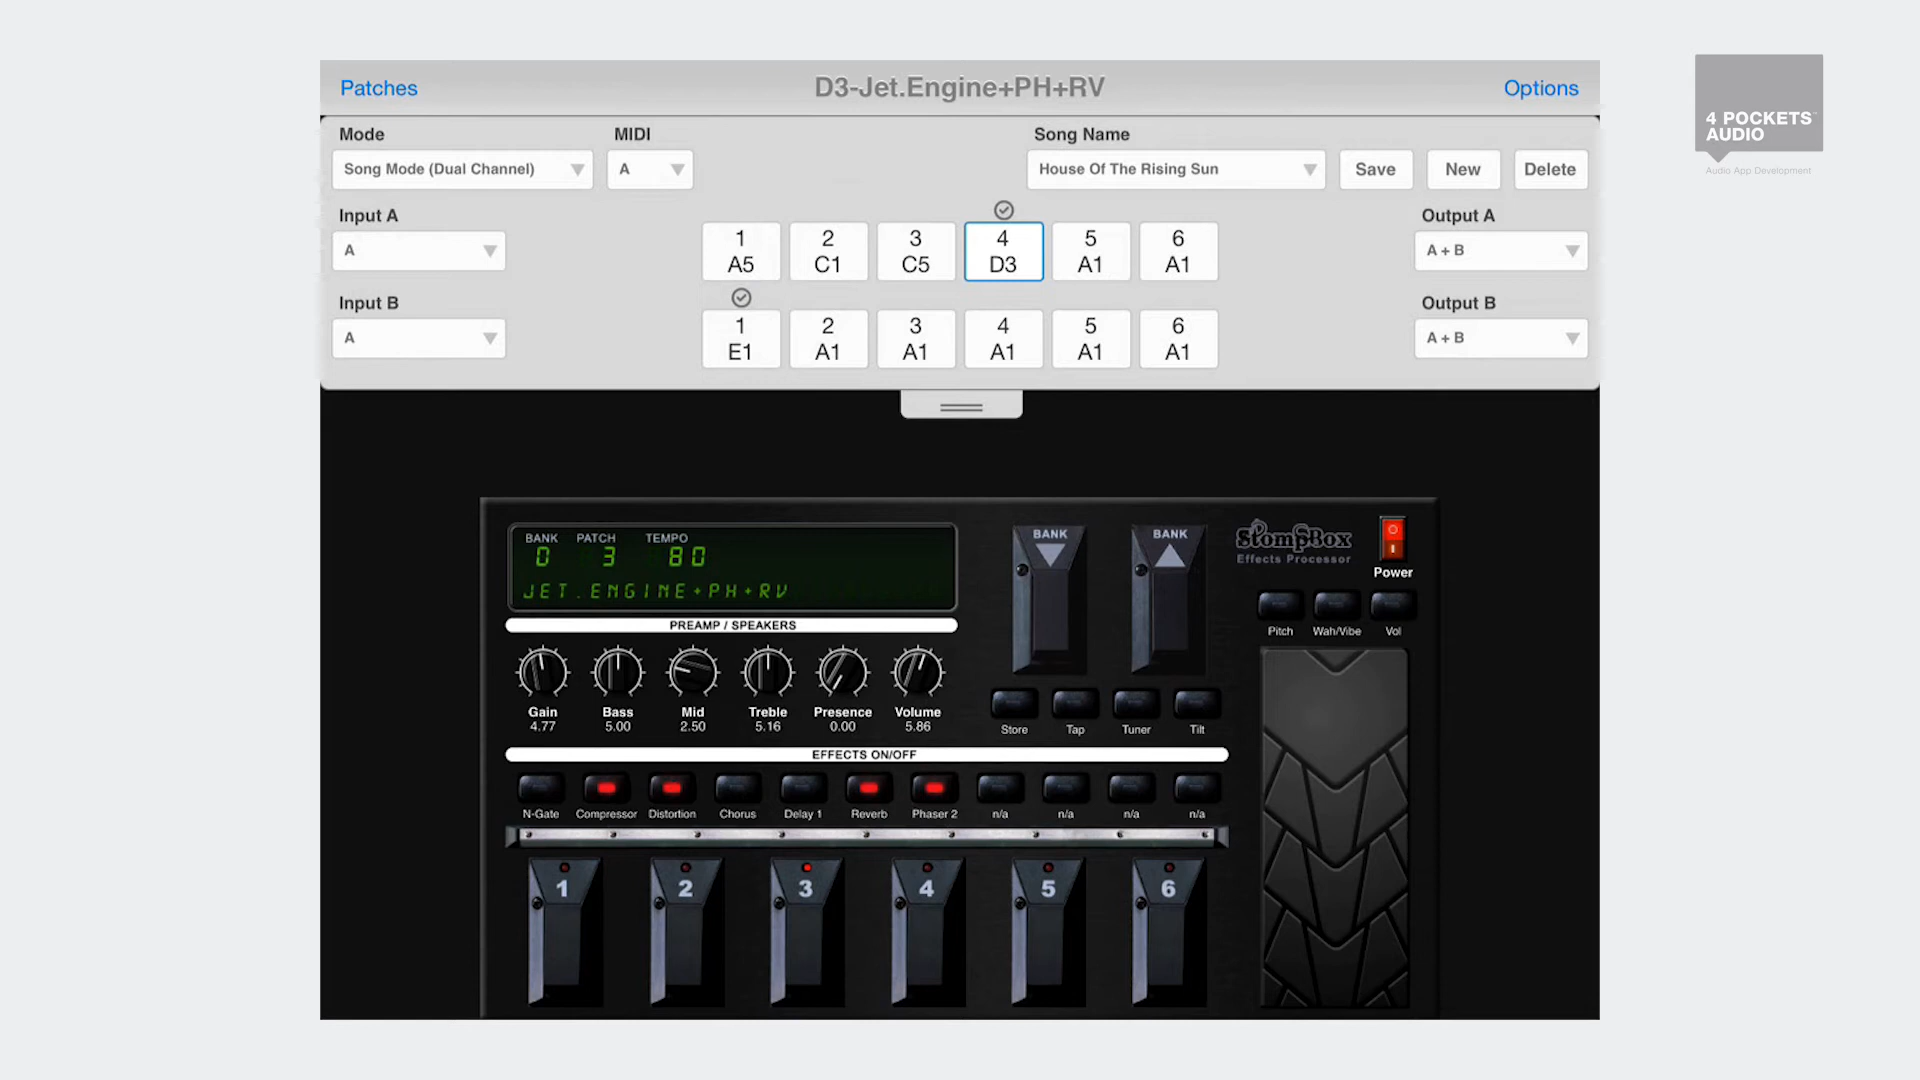 Patches
D3-Jet.Engine+PH+RV
Options
4 POCKETS™
AUDIO
Audio App Development
Mode
MIDI
Song Name
Song Mode (Dual Channel)
A
House Of The Rising Sun
Save
New
Delete
Input A
A
1
A5
2
C1
3
C5
4
D3
5
A1
6
A1
Output A
A + B
Input B
A
1
E1
2
A1
3
A1
4
A1
5
A1
6
A1
Output B
A + B
BANK PATCH TEMPO
0 3 80
JET.ENGINE+PH+RV
BANK
BANK
StompBox
Effects Processor
Power
PREAMP / SPEAKERS
Pitch Wah/Vibe Vol
Gain Bass Mid Treble Presence Volume
4.77 5.00 2.50 5.16 0.00 5.86
Store Tap Tuner Tilt
EFFECTS ON/OFF
N-Gate Compressor Distortion Chorus Delay 1 Reverb Phaser 2 n/a n/a n/a n/a
1 2 3 4 5 6